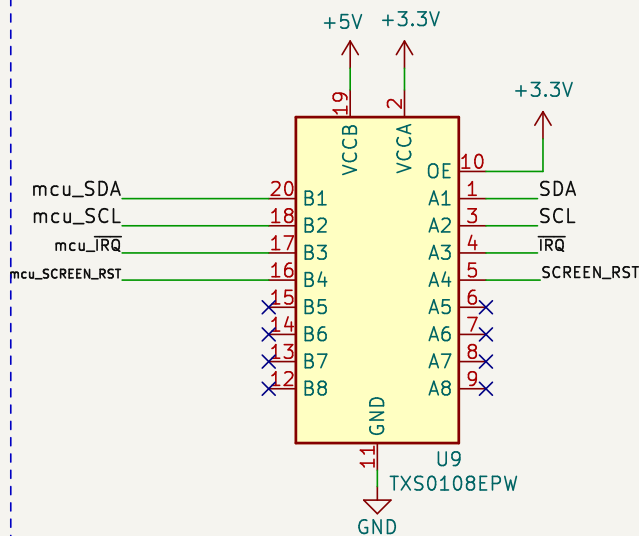 +5V +3.3V
+3.3V
19 2
VCCB VCCA
OE 10
mcu_SDA 20 B1 A1 1 SDA
mcu_SCL 18 B2 A2 3 SCL
mcu_IRQ 17 B3 A3 4 IRQ
mcu_SCREEN_RST 16 B4 A4 5 SCREEN_RST
15 B5 A5 6
14 B6 A6 7
13 B7 A7 8
12 B8 A8 9
GND
11
U9
TXS0108EPW
GND